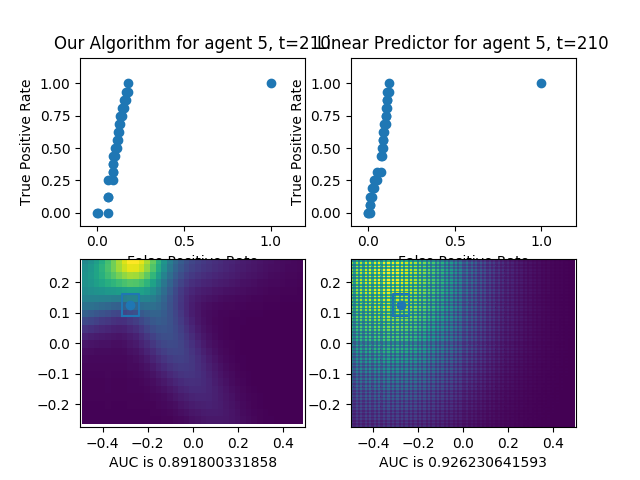 Our Algorithm for agent 5, t=210
Linear Predictor for agent 5, t=210
True Positive Rate
1.00
0.75
0.50
0.25
0.00
0.0 0.5 1.0
False Positive Rate
True Positive Rate
1.00
0.75
0.50
0.25
0.00
0.0 0.5 1.0
False Positive Rate
0.2
0.1
0.0
−0.1
−0.2
−0.4 −0.2 0.0 0.2 0.4
AUC is 0.891800331858
0.2
0.1
0.0
−0.1
−0.2
−0.4 −0.2 0.0 0.2 0.4
AUC is 0.926230641593